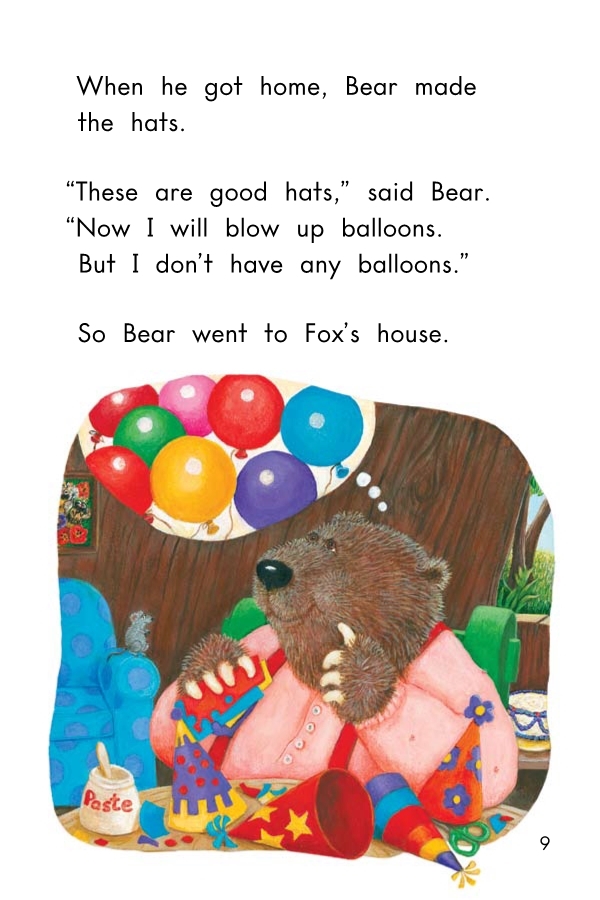 When he got home, Bear made
the hats.
“These are good hats,” said Bear.
“Now I will blow up balloons.
But I don’t have any balloons.”
So Bear went to Fox’s house.
Paste
9